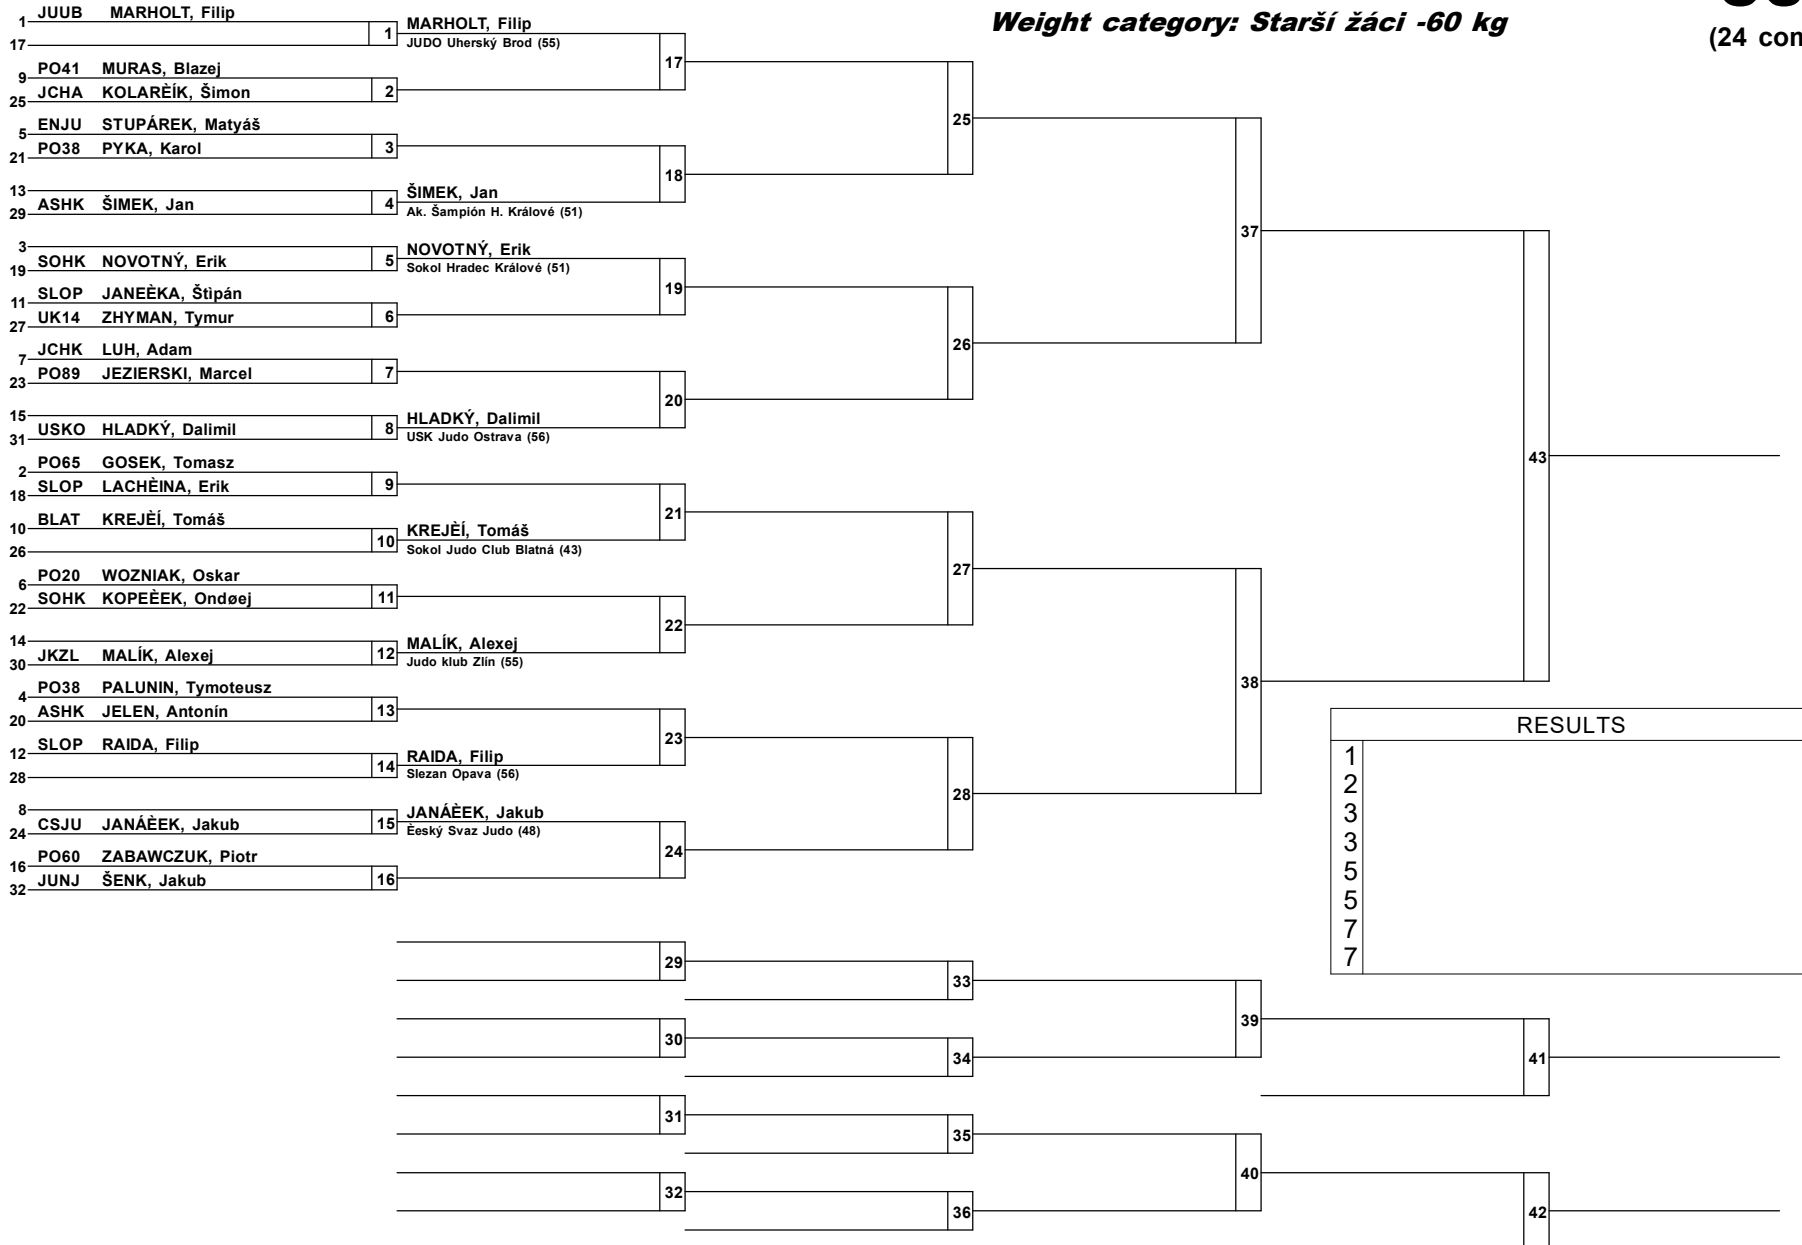 Weight category: Starší žáci -60 kg
(24 con
1 JUUB MARHOLT, Filip
17
1
MARHOLT, Filip
JUDO Uherský Brod (55)
9 PO41 MURAS, Blazej
25 JCHA KOLARÈÍK, Šimon
2
17
5 ENJU STUPÁREK, Matyáš
21 PO38 PYKA, Karol
3
13
29 ASHK ŠIMEK, Jan
4
ŠIMEK, Jan
Ak. Šampión H. Králové (51)
18
25
3
19 SOHK NOVOTNÝ, Erik
5
NOVOTNÝ, Erik
Sokol Hradec Králové (51)
11 SLOP JANEÈKA, Štìpán
27 UK14 ZHYMAN, Tymur
6
19
7 JCHK LUH, Adam
23 PO89 JEZIERSKI, Marcel
7
15
31 USKO HLADKÝ, Dalimil
8
HLADKÝ, Dalimil
USK Judo Ostrava (56)
20
26
37
2 PO65 GOSEK, Tomasz
18 SLOP LACHÈINA, Erik
9
10 BLAT KREJÈÍ, Tomáš
26
10
KREJÈÍ, Tomáš
Sokol Judo Club Blatná (43)
21
6 PO20 WOZNIAK, Oskar
22 SOHK KOPEÈEK, Ondøej
11
14
30 JKZL MALÍK, Alexej
12
MALÍK, Alexej
Judo klub Zlín (55)
22
27
4 PO38 PALUNIN, Tymoteusz
20 ASHK JELEN, Antonín
13
12 SLOP RAIDA, Filip
28
14
RAIDA, Filip
Slezan Opava (56)
23
8
24 CSJU JANÁÈEK, Jakub
15
JANÁÈEK, Jakub
Èeský Svaz Judo (48)
16 PO60 ZABAWCZUK, Piotr
32 JUNJ ŠENK, Jakub
16
24
28
38
43
RESULTS
1
2
3
3
5
5
7
7
29
33
30
34
39
41
31
35
32
36
40
42